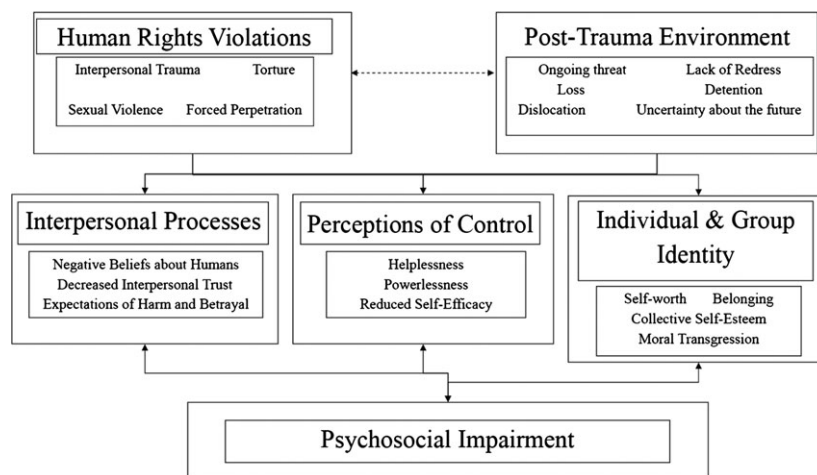 Human Rights Violations
Interpersonal Trauma Torture
Sexual Violence Forced Perpetration
Post-Trauma Environment
Ongoing threat Lack of Redress
Loss Detention
Dislocation Uncertainty about the future
Interpersonal Processes
Negative Beliefs about Humans
Decreased Interpersonal Trust
Expectations of Harm and Betrayal
Perceptions of Control
Helplessness
Powerlessness
Reduced Self-Efficacy
Individual & Group
Identity
Self-worth Belonging
Collective Self-Esteem
Moral Transgression
Psychosocial Impairment